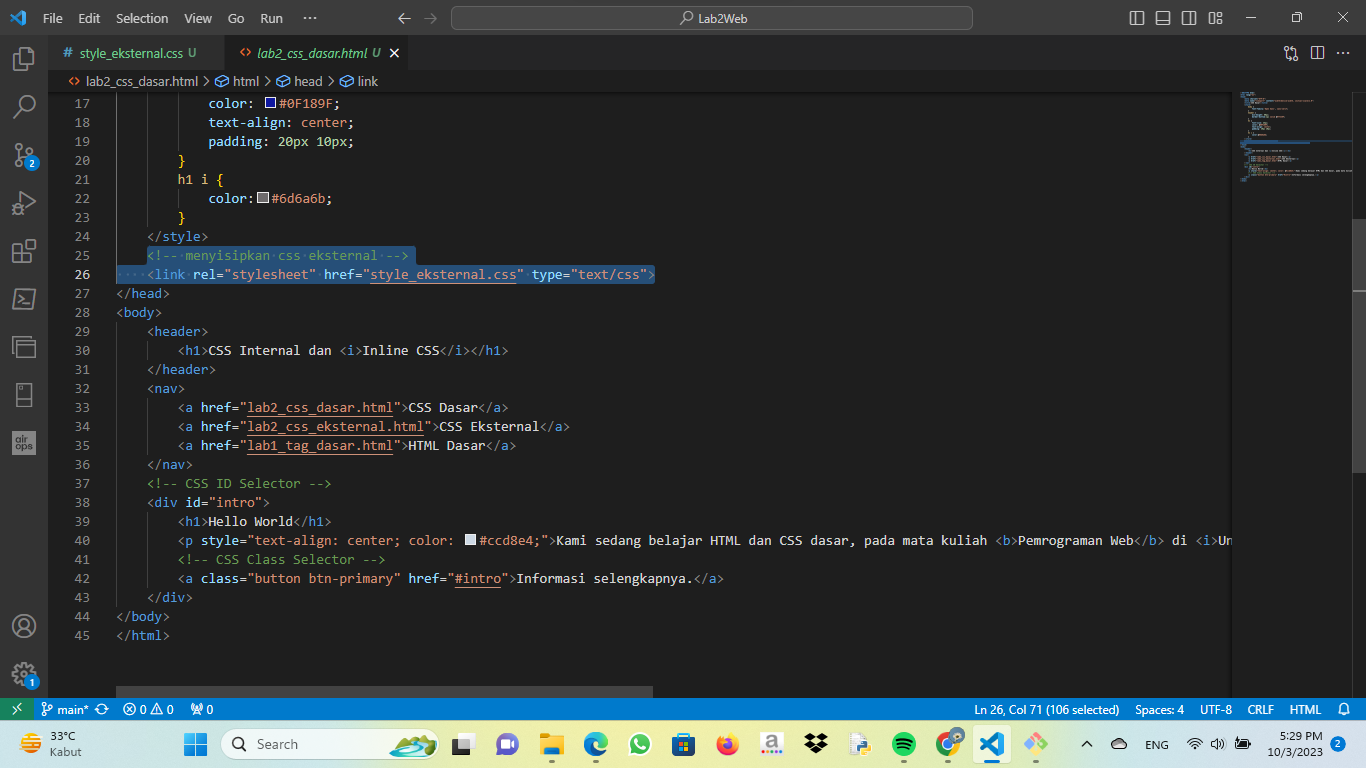 File Edit Selection View Go Run ··· Lab2Web
# style_eksternal.css U <> lab2_css_dasar.html U
<> lab2_css_dasar.html > html > head > link
17 color: #0F189F;
18 text-align: center;
19 padding: 20px 10px;
20 }
21 h1 i {
22 color:#6d6a6b;
23 }
24 </style>
25 <!-- menyisipkan css eksternal -->
26 <link rel="stylesheet" href="style_eksternal.css" type="text/css">
27 </head>
28 <body>
29 <header>
30 <h1>CSS Internal dan <i>Inline CSS</i></h1>
31 </header>
32 <nav>
33 <a href="lab2_css_dasar.html">CSS Dasar</a>
34 <a href="lab2_css_eksternal.html">CSS Eksternal</a>
35 <a href="lab1_tag_dasar.html">HTML Dasar</a>
36 </nav>
37 <!-- CSS ID Selector -->
38 <div id="intro">
39 <h1>Hello World</h1>
40 <p style="text-align: center; color: #ccd8e4;">Kami sedang belajar HTML dan CSS dasar, pada mata kuliah <b>Pemrograman Web</b> di <i>Un
41 <!-- CSS Class Selector -->
42 <a class="button btn-primary" href="#intro">Informasi selengkapnya.</a>
43 </div>
44 </body>
45 </html>
2
air ops
1
main* 0 0 0 Ln 26, Col 71 (106 selected) Spaces: 4 UTF-8 CRLF HTML
33°C
Kabut
Search
a
ENG
5:29 PM
10/3/2023
2